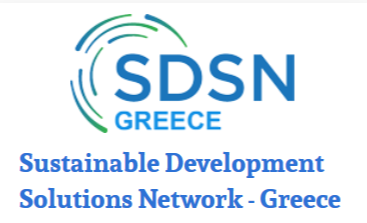 SDSN
GREECE
Sustainable Development
Solutions Network - Greece